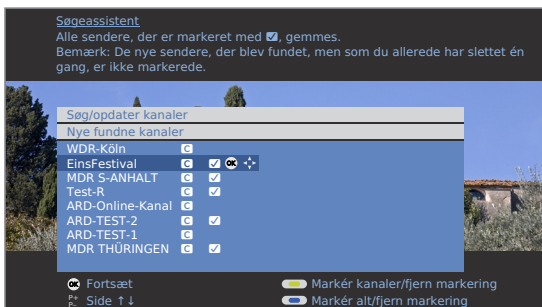 Søgeassistent
Alle sendere, der er markeret med ☑, gemmes.
Bemærk: De nye sendere, der blev fundet, men som du allerede har slettet én
gang, er ikke markerede.
Søg/opdater kanaler
Nye fundne kanaler
WDR-Köln C
EinsFestival C ☑ OK
MDR S-ANHALT C ☑
Test-R C ☑
ARD-Online-Kanal C
ARD-TEST-2 C ☑
ARD-TEST-1 C
MDR THÜRINGEN C ☑
OK Fortsæt
Markér kanaler/fjern markering
P+ P- Side ↑↓
Markér alt/fjern markering